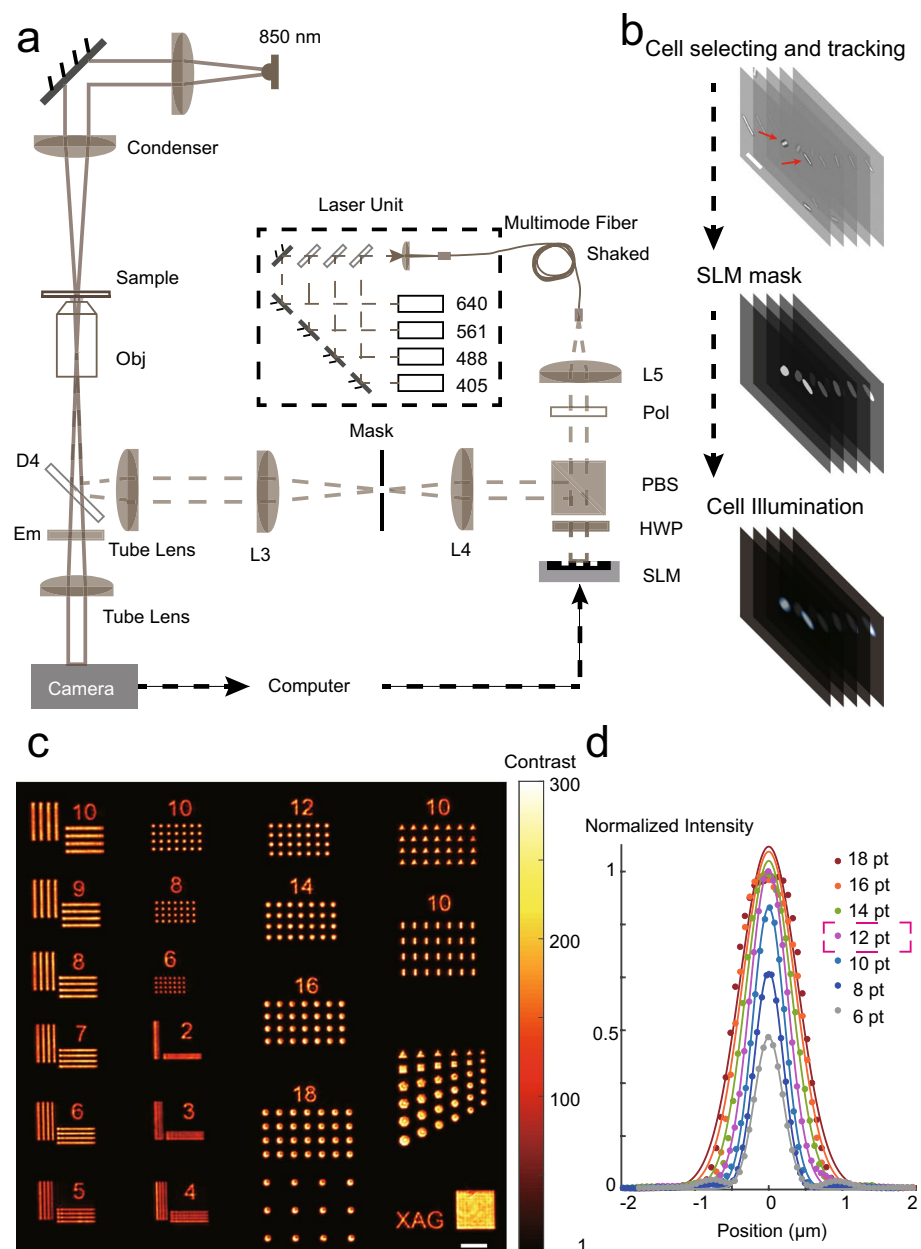 a
850 nm
Condenser
Laser Unit
Multimode Fiber
Shaked
Sample
640
561
488
405
Obj
L5
Pol
Mask
D4
PBS
Em
HWP
Tube Lens
L3
L4
SLM
Tube Lens
Camera
Computer
b
Cell selecting and tracking
SLM mask
Cell Illumination
c
Contrast
300
200
100
1
10
10
12
10
9
8
14
10
8
6
16
7
2
6
3
18
5
4
XAG
d
Normalized Intensity
1
0.5
0
-2
-1
0
1
2
Position (µm)
18 pt
16 pt
14 pt
12 pt
10 pt
8 pt
6 pt